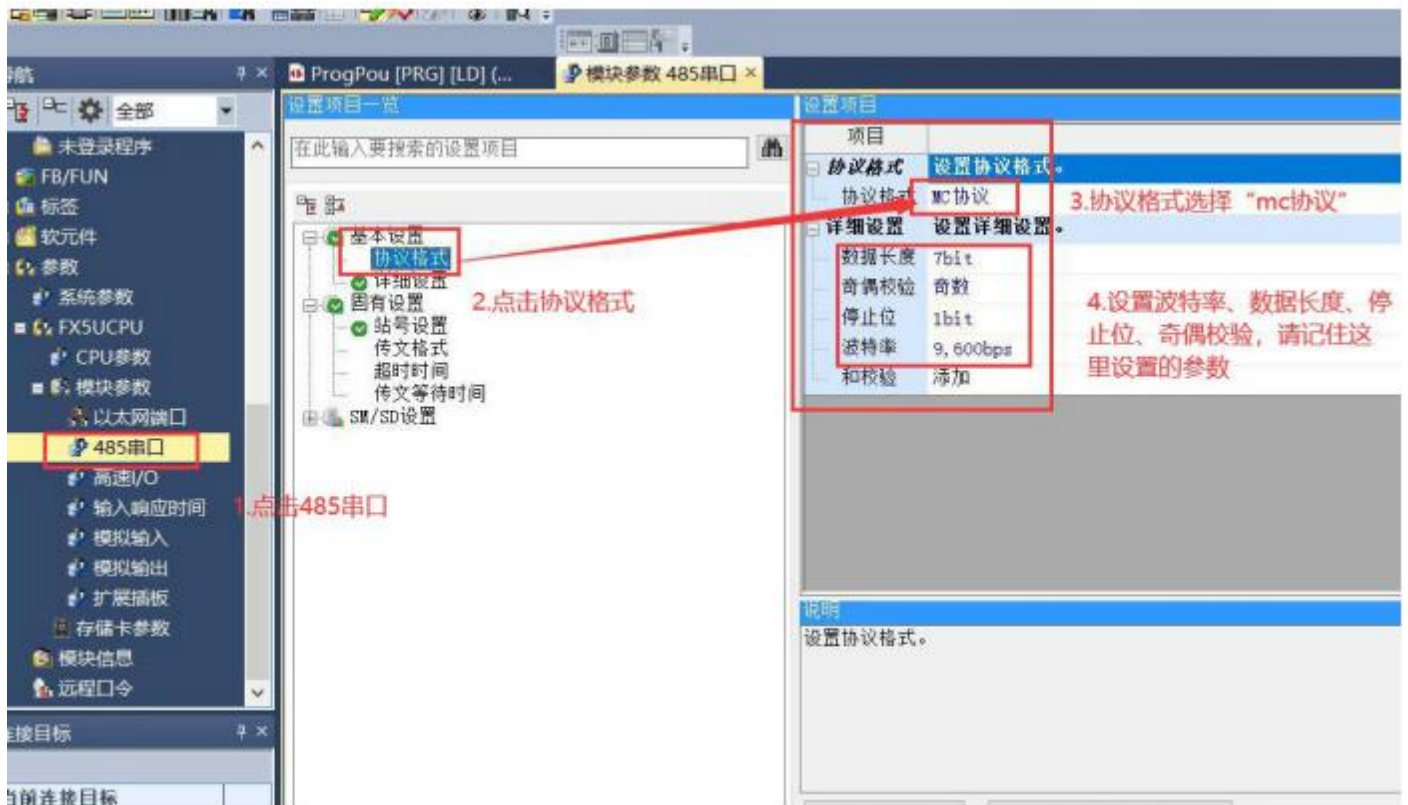 ProgPou [PRG] [LD] (...
模块参数 485串口 ×
全部
未登录程序
FB/FUN
标签
软元件
参数
系统参数
FX5UCPU
CPU参数
模块参数
以太网端口
485串口
高速I/O
输入响应时间
模拟输入
模拟输出
扩展插板
存储卡参数
模块信息
远程口令
连接目标
当前连接目标
1.点击485串口
设置项目一览
在此输入要搜索的设置项目
基本设置
协议格式
详细设置
固有设置
站号设置
传文格式
超时时间
传文等待时间
SM/SD设置
2.点击协议格式
设置项目
项目
协议格式 设置协议格式。
协议格式 MC协议
详细设置 设置详细设置。
数据长度 7bit
奇偶校验 奇数
停止位 1bit
波特率 9,600bps
和校验 添加
3.协议格式选择“mc协议”
4.设置波特率、数据长度、停
止位、奇偶校验，请记住这
里设置的参数
说明
设置协议格式。